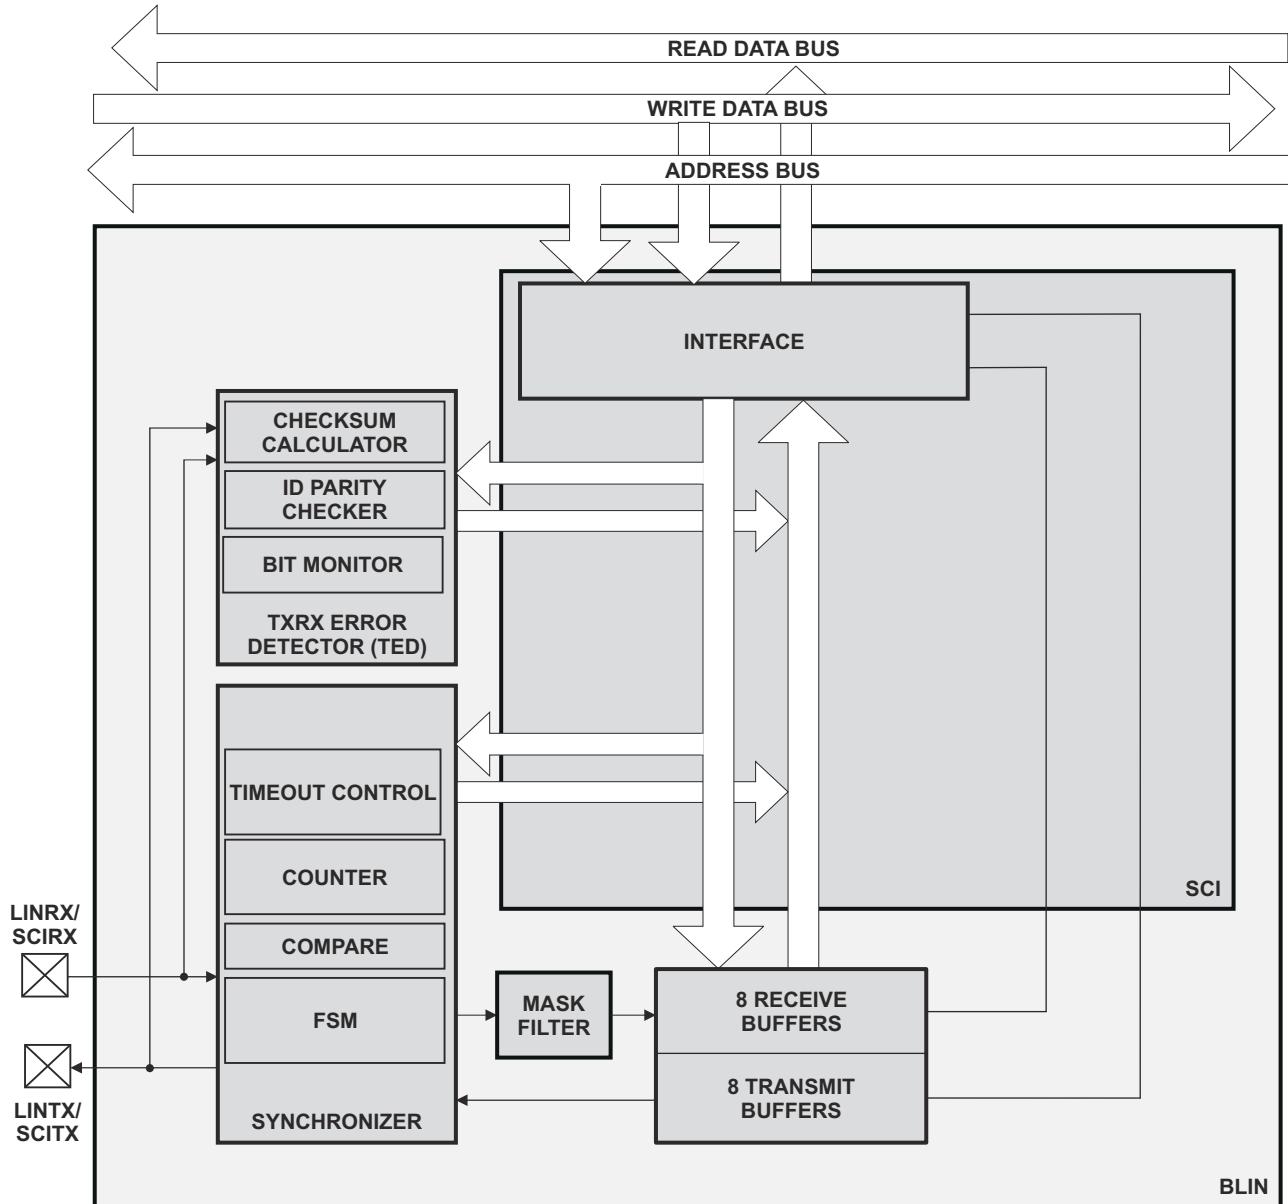 READ DATA BUS
WRITE DATA BUS
ADDRESS BUS
INTERFACE
CHECKSUM
CALCULATOR
ID PARITY
CHECKER
BIT MONITOR
TXRX ERROR
DETECTOR (TED)
TIMEOUT CONTROL
COUNTER
COMPARE
FSM
SYNCHRONIZER
SCI
LINRX/
SCIRX
LINTX/
SCITX
MASK
FILTER
8 RECEIVE
BUFFERS
8 TRANSMIT
BUFFERS
BLIN